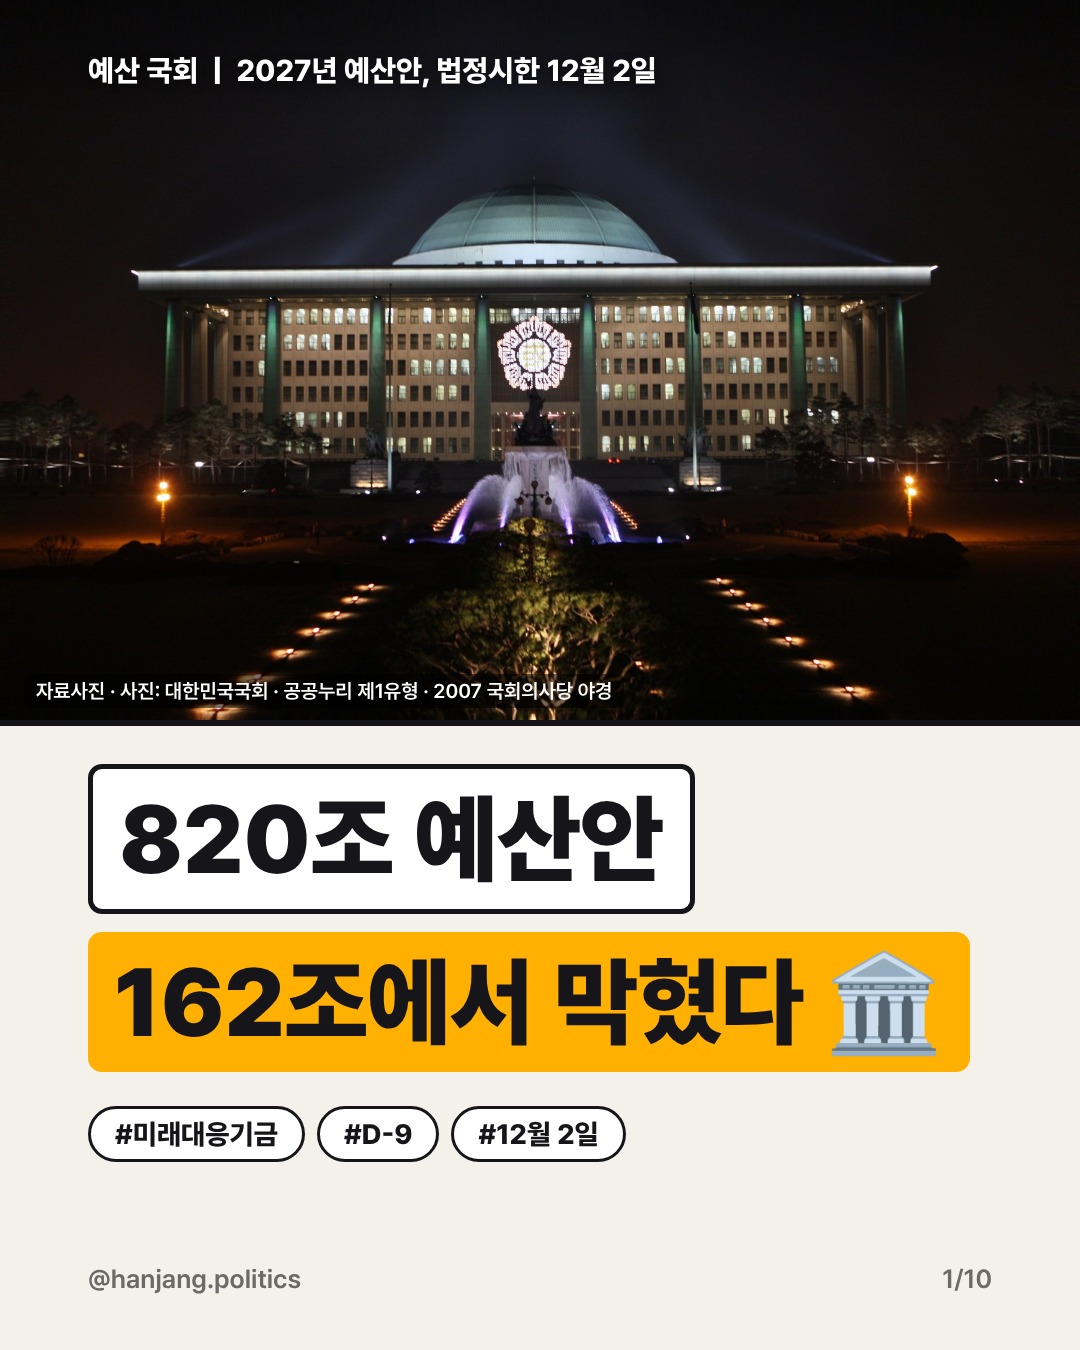 예산 국회 | 2027년 예산안, 법정시한 12월 2일
자료사진 · 사진: 대한민국국회 · 공공누리 제1유형 · 2007 국회의사당 야경
820조 예산안
162조에서 막혔다 🏛️
#미래대응기금 #D-9 #12월 2일
@hanjang.politics 1/10